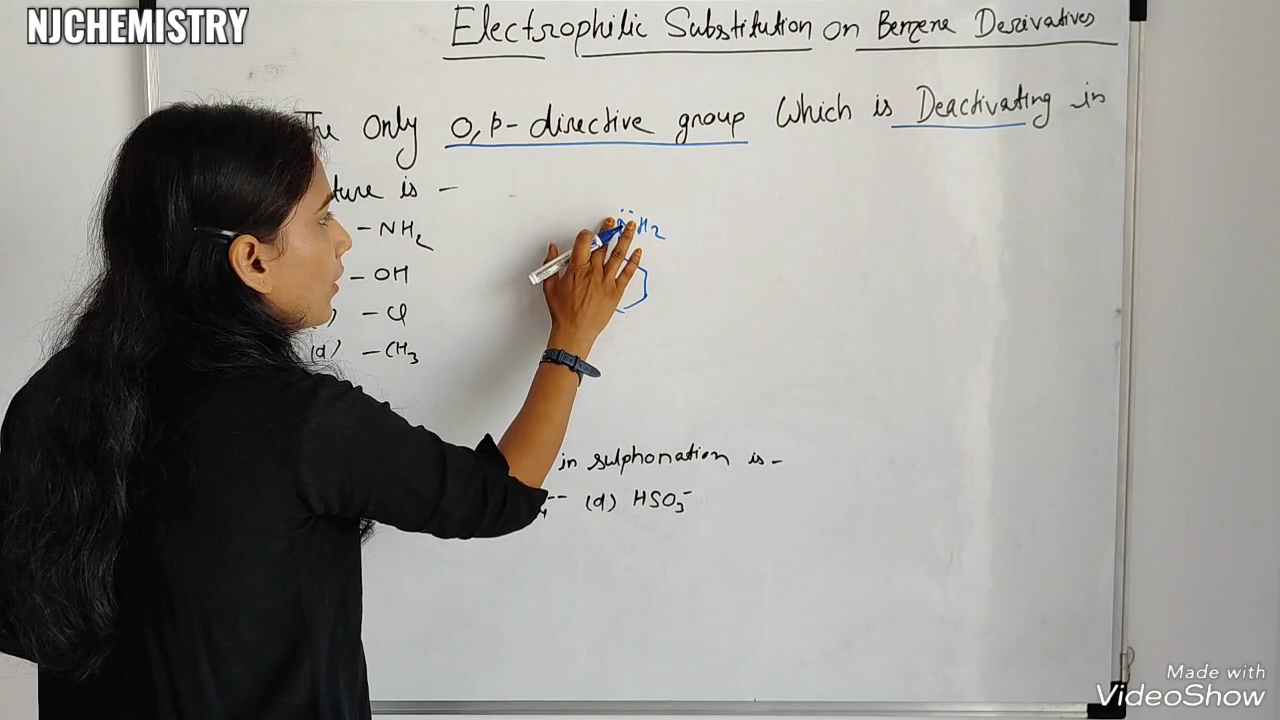 NJCHEMISTRY
Electrophilic Substitution on Benzene Derivatives
The Only O,P-directive group Which is Deactivating in
is -
-NH2
NH2
-OH
-Cl
(d) -CH3
in sulphonation is-
(d) HSO3-
Made with
VideoShow